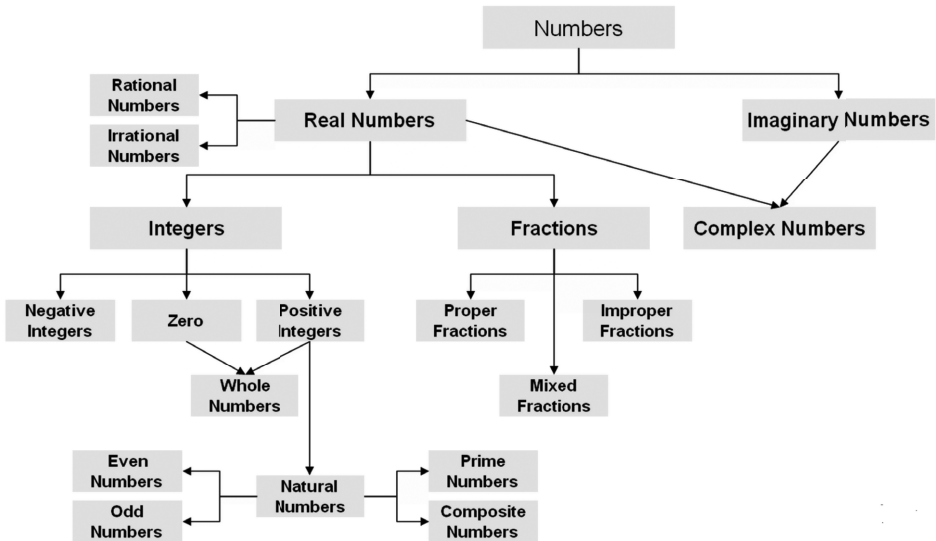 Numbers
Rational
Numbers
Real Numbers
Imaginary Numbers
Irrational
Numbers
Integers
Fractions
Complex Numbers
Negative
Integers
Zero
Positive
Integers
Proper
Fractions
Improper
Fractions
Whole
Numbers
Mixed
Fractions
Even
Numbers
Natural
Numbers
Prime
Numbers
Odd
Numbers
Composite
Numbers